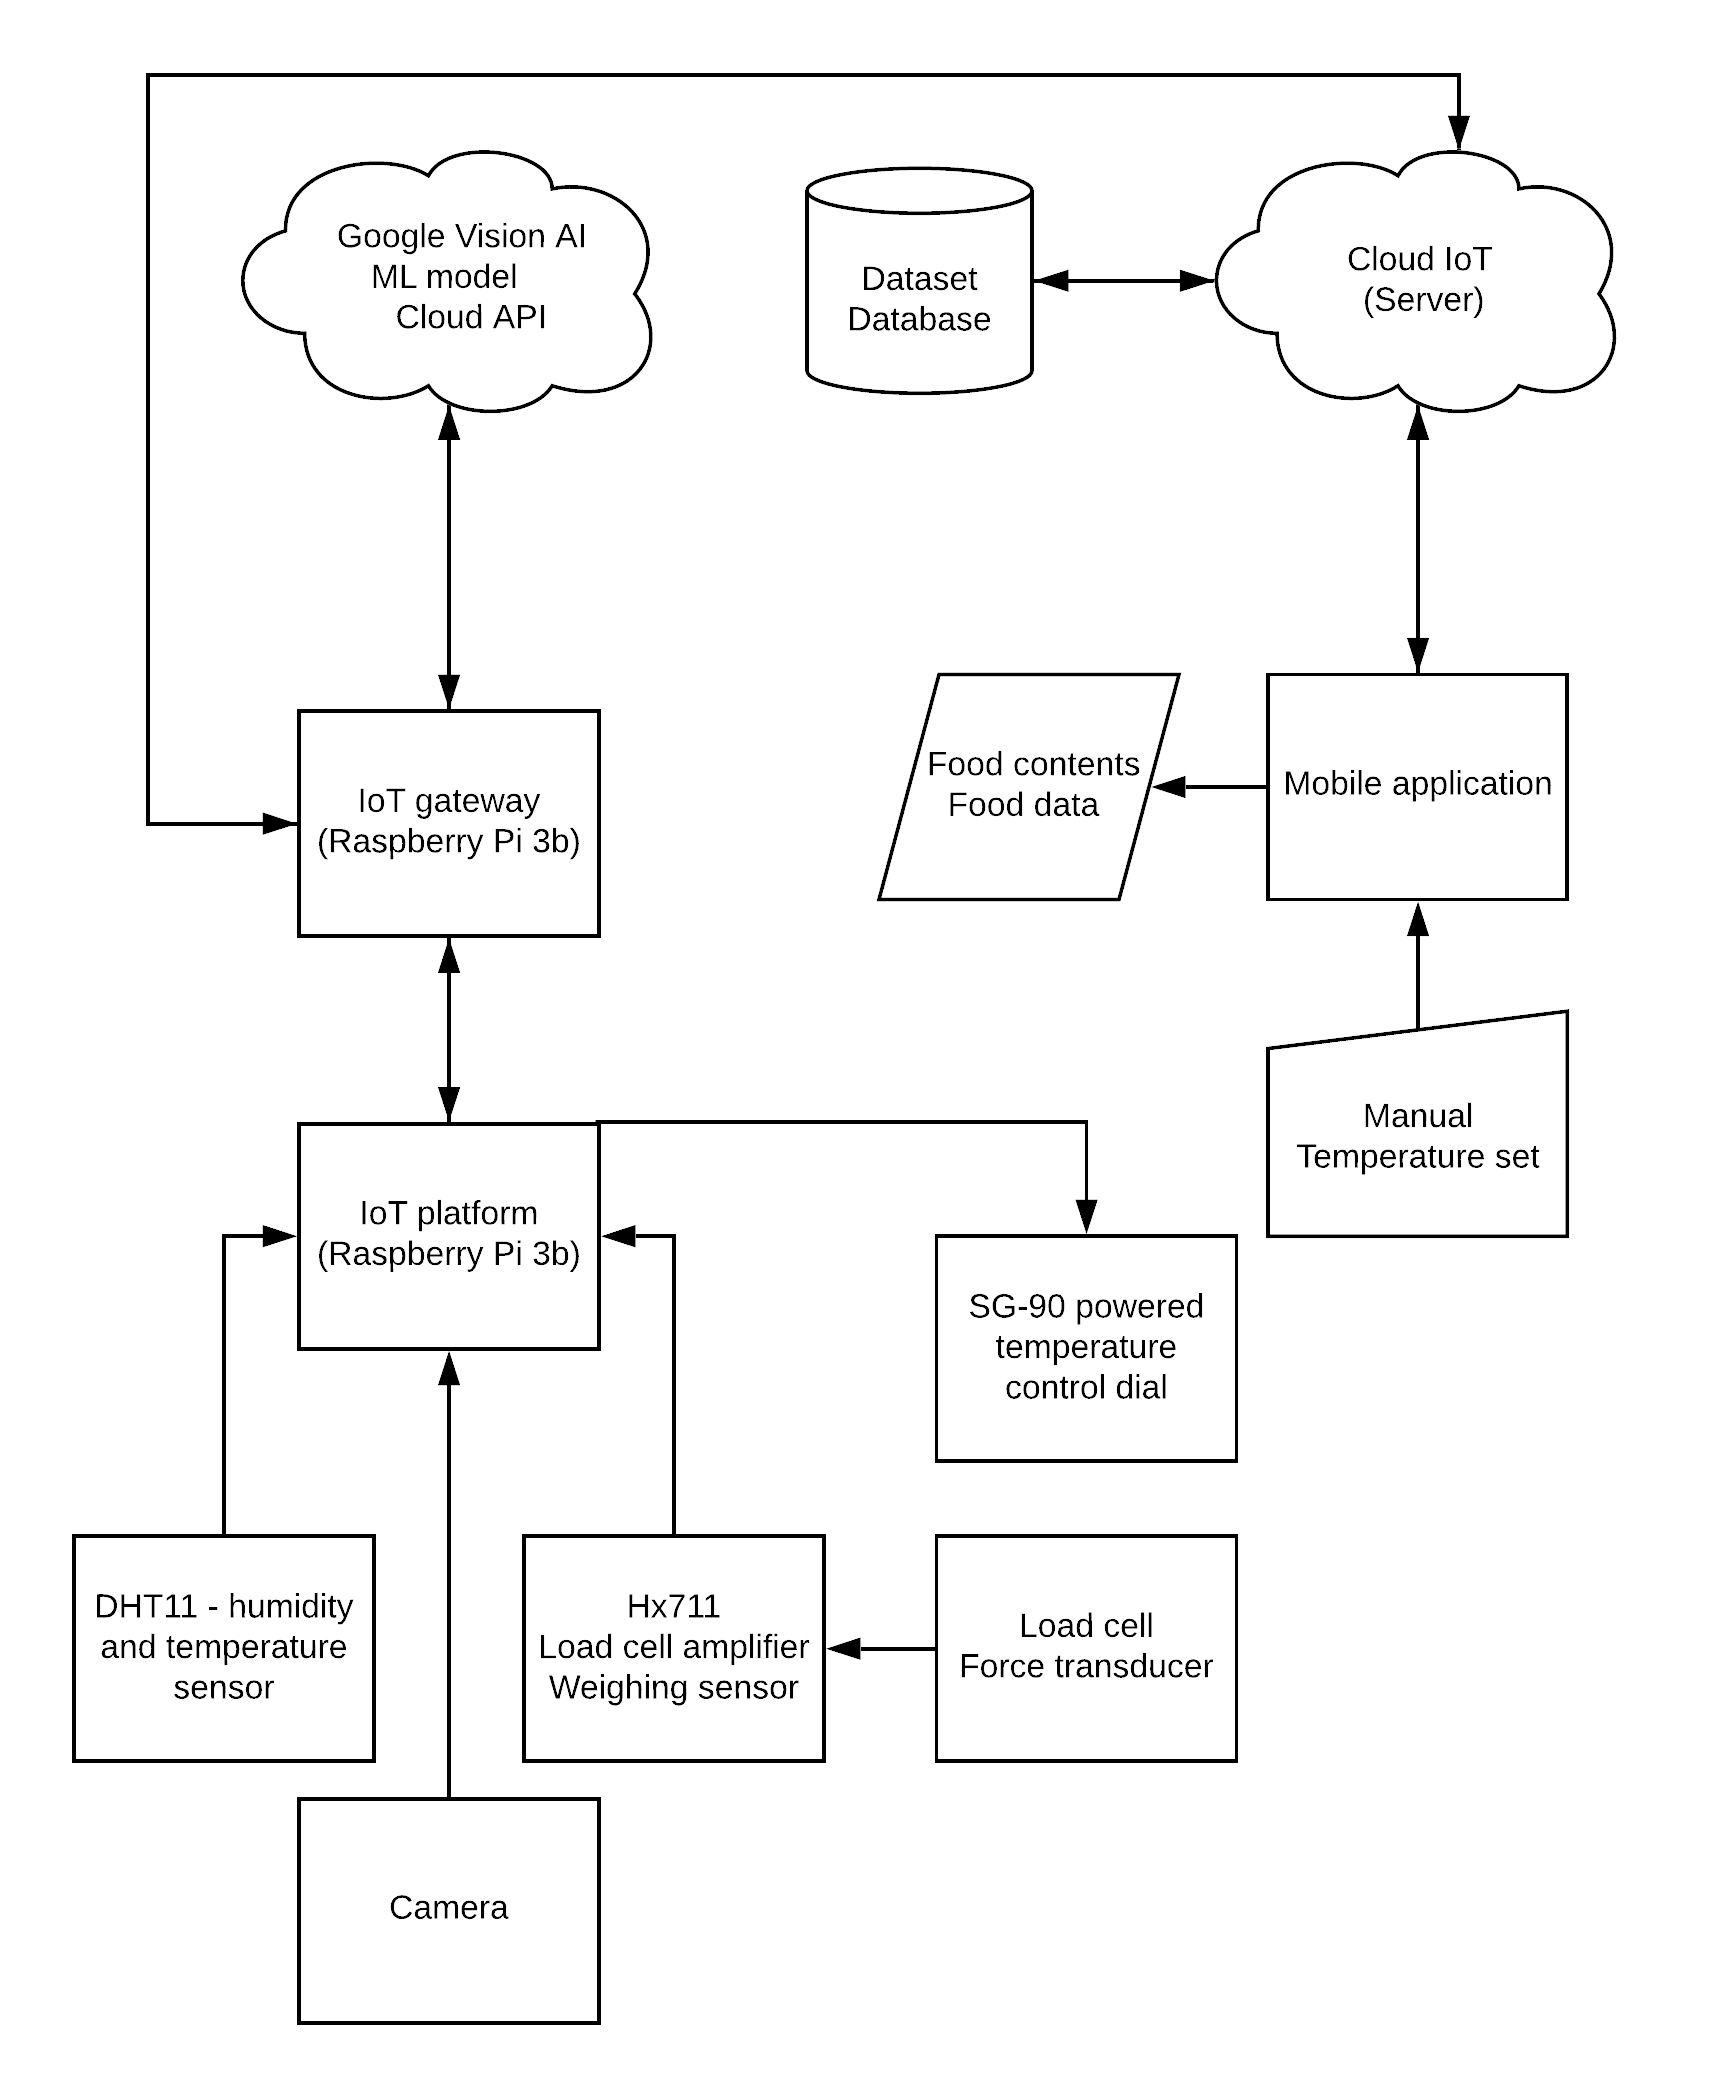 Google Vision AI
ML model
Cloud API
Dataset
Database
Cloud IoT
(Server)
IoT gateway
(Raspberry Pi 3b)
Food contents
Food data
Mobile application
Manual
Temperature set
IoT platform
(Raspberry Pi 3b)
SG-90 powered
temperature
control dial
DHT11 - humidity
and temperature
sensor
Hx711
Load cell amplifier
Weighing sensor
Load cell
Force transducer
Camera